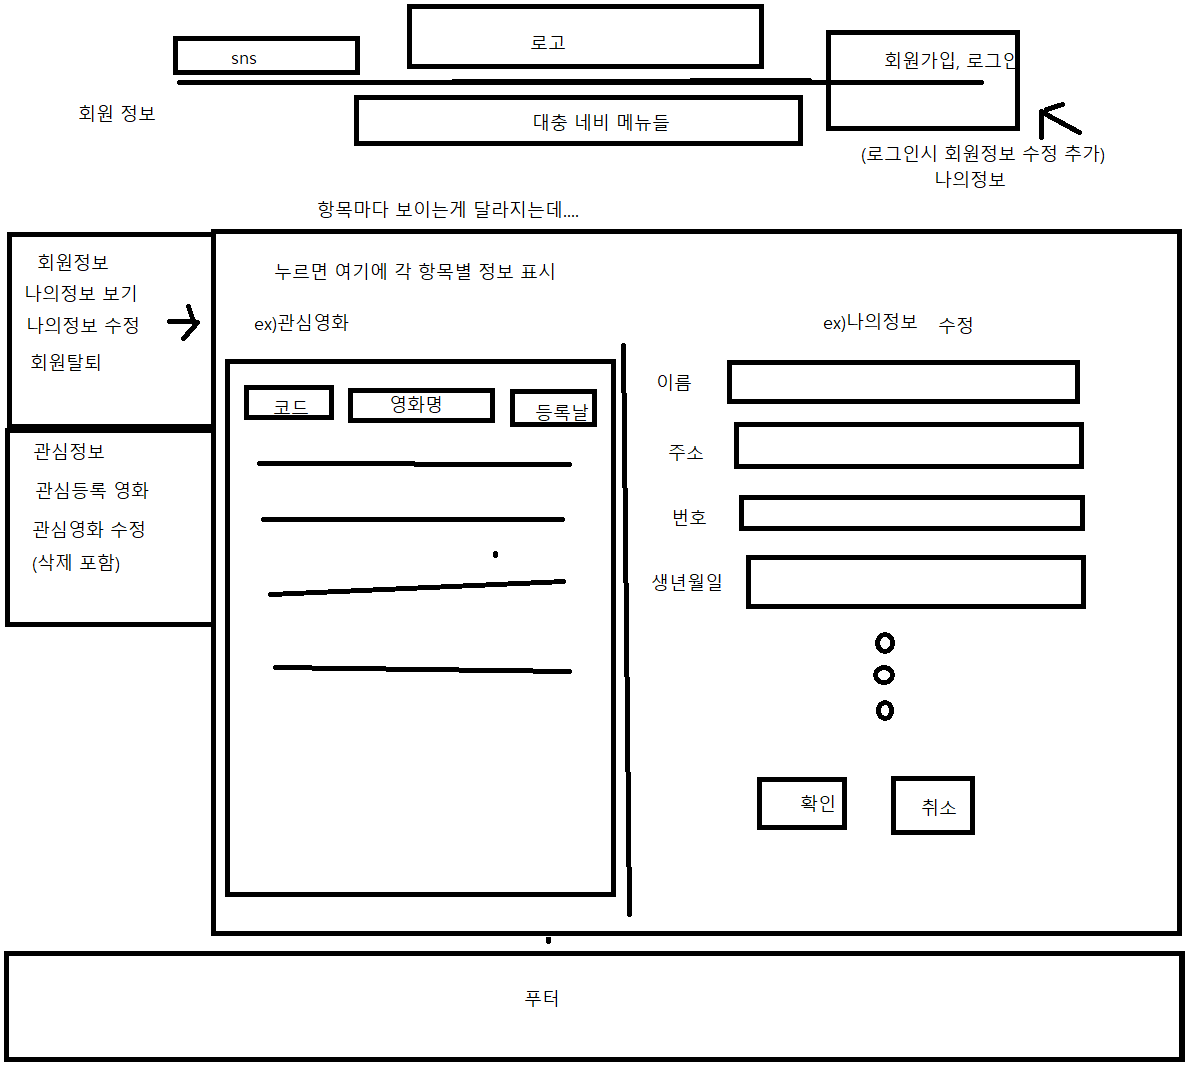 로고
sns
회원가입, 로그인
회원 정보
대충 네비 메뉴들
(로그인시 회원정보 수정 추가)
나의정보
항목마다 보이는게 달라지는데....
회원정보
나의정보 보기
나의정보 수정
회원탈퇴
관심정보
관심등록 영화
관심영화 수정
(삭제 포함)
누르면 여기에 각 항목별 정보 표시
ex)관심영화
코드 영화명 등록날
ex)나의정보 수정
이름
주소
번호
생년월일
확인 취소
푸터